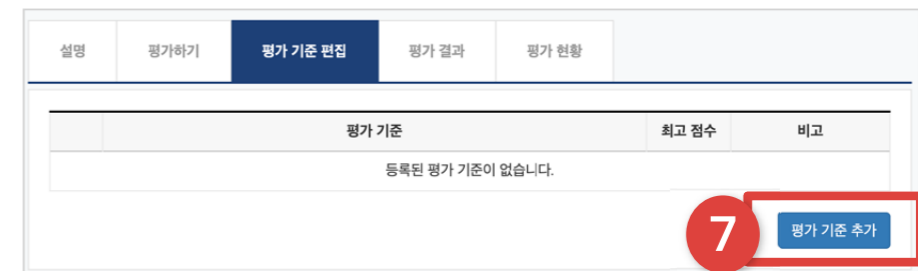 설명 평가하기 평가 기준 편집 평가 결과 평가 현황
평가 기준 최고 점수 비고
등록된 평가 기준이 없습니다.
7 평가 기준 추가